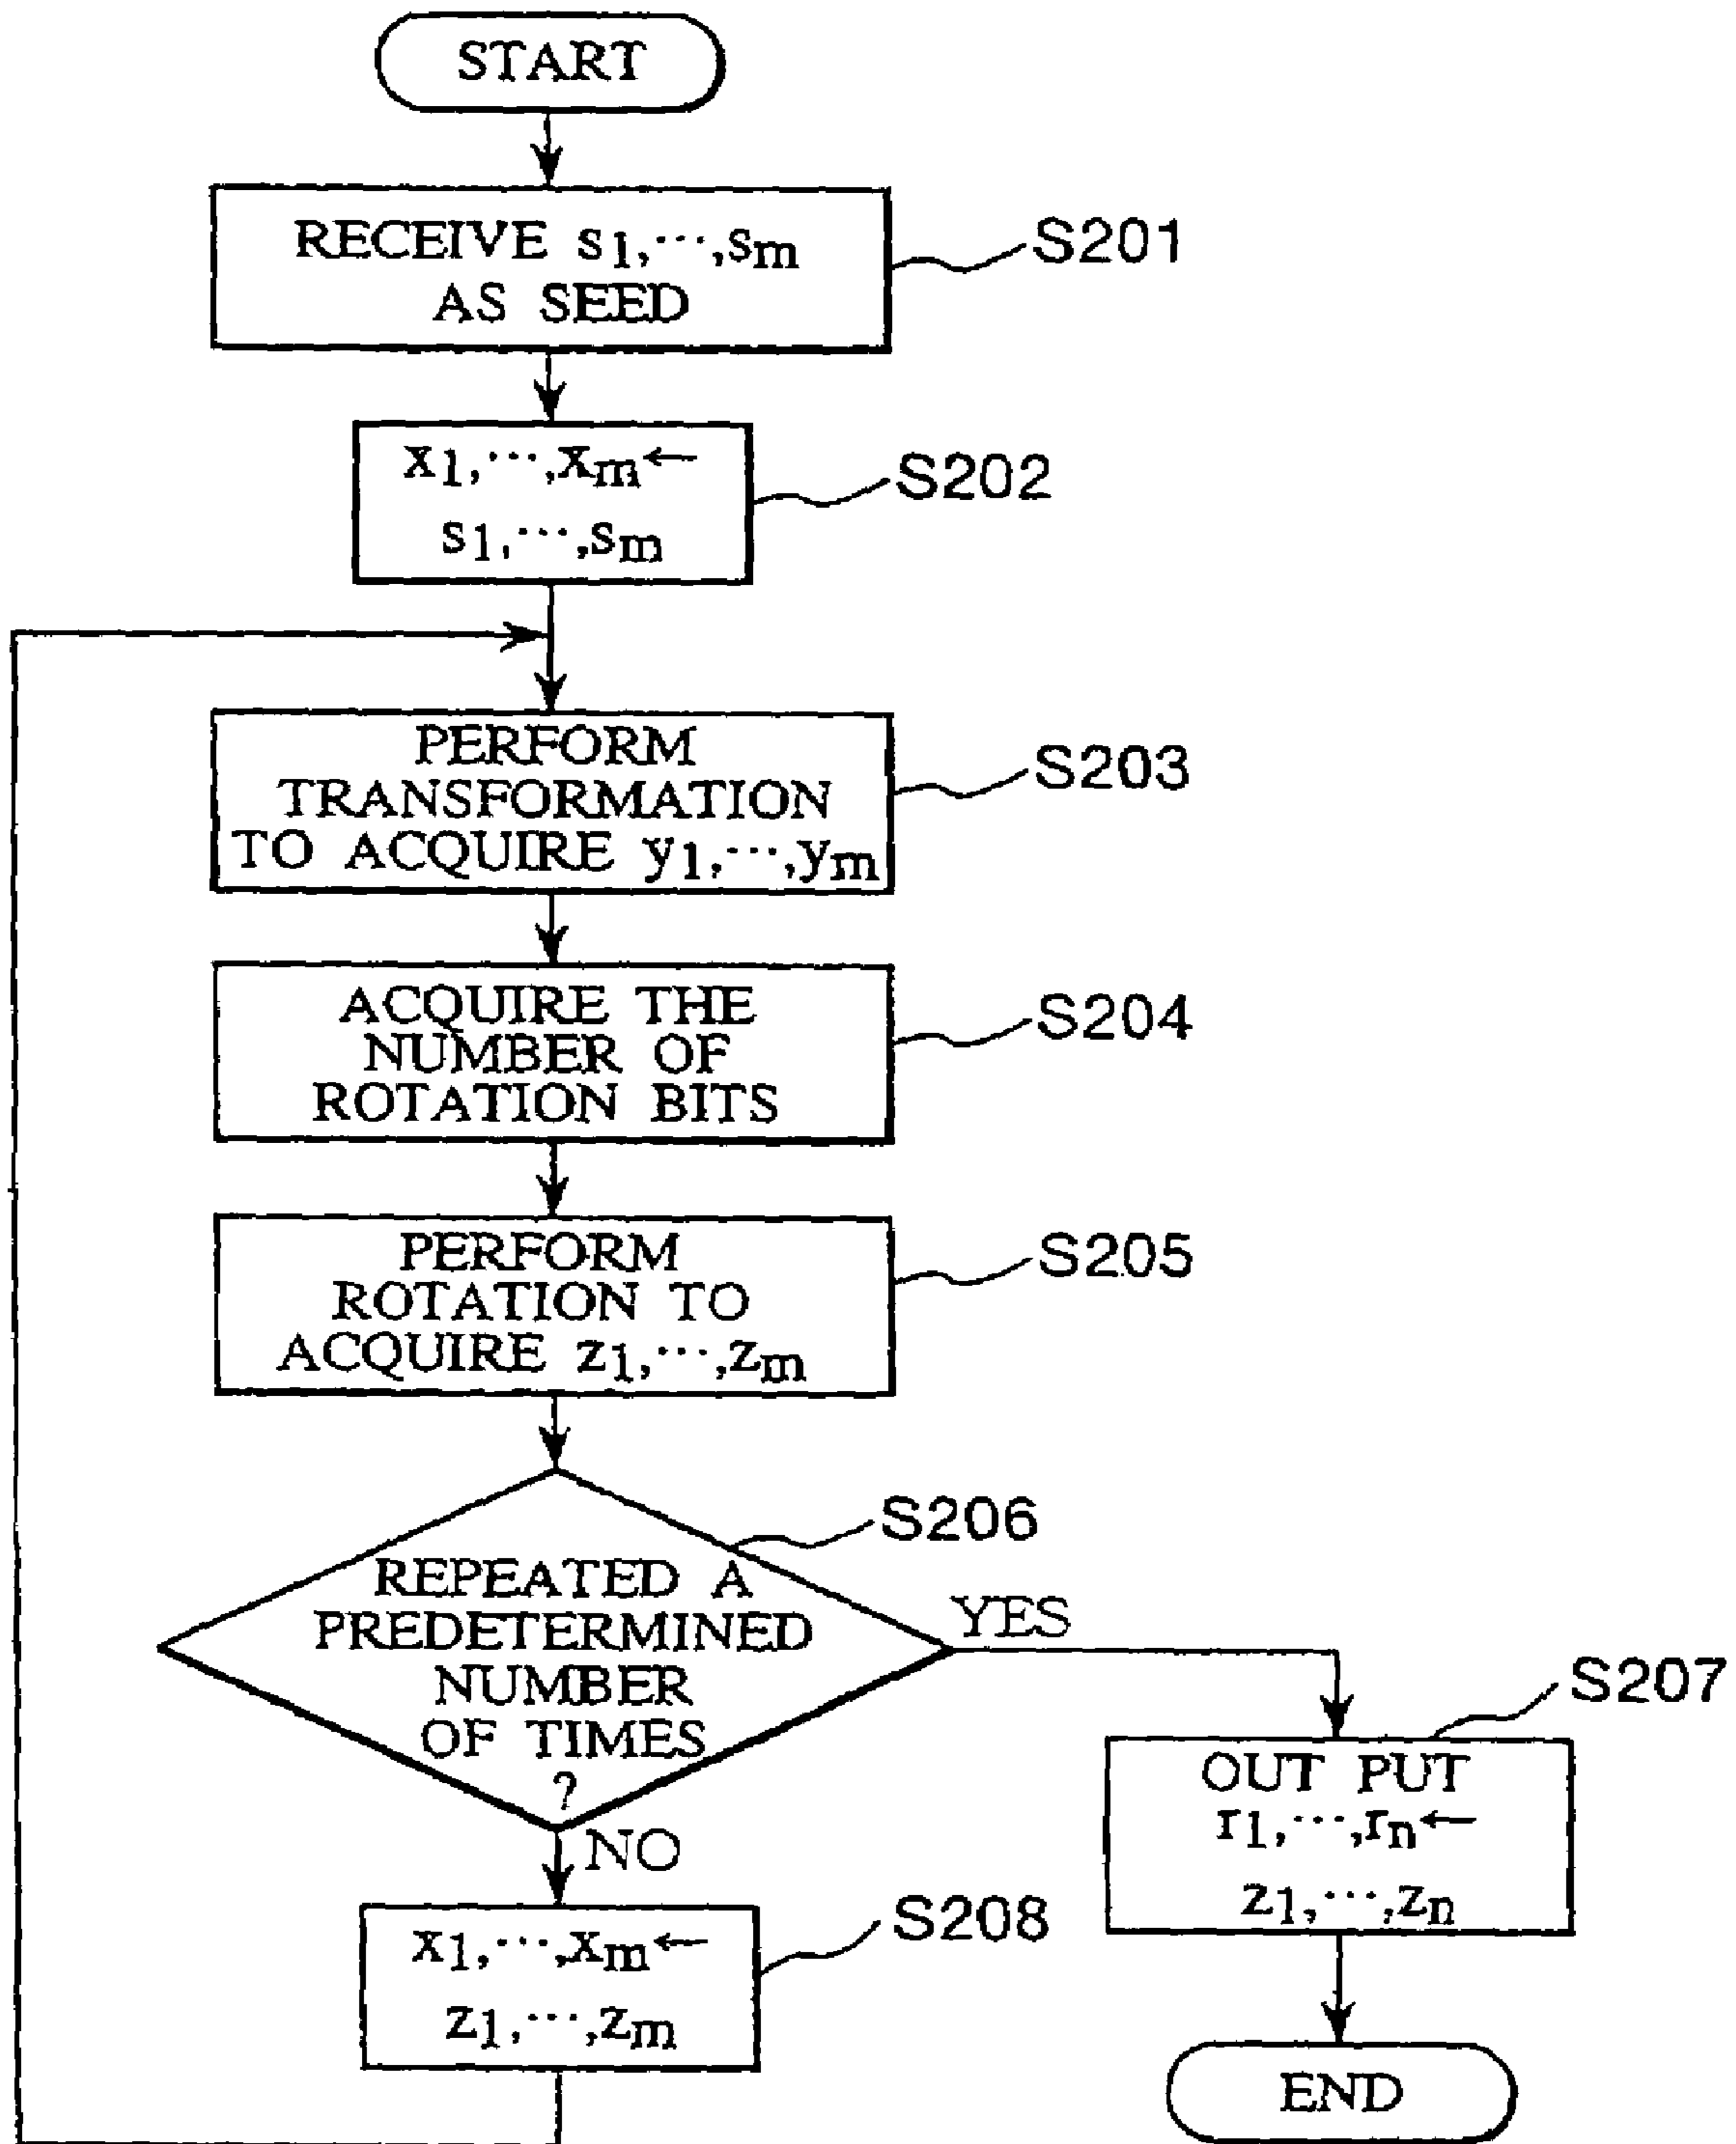 START
RECEIVE s1,···,sm
AS SEED
S201
x1,···,xm←
s1,···,sm
S202
PERFORM
TRANSFORMATION
TO ACQUIRE y1,···,ym
S203
ACQUIRE THE
NUMBER OF
ROTATION BITS
S204
PERFORM
ROTATION TO
ACQUIRE z1,···,zm
S205
S206
REPEATED A
PREDETERMINED
NUMBER
OF TIMES
?
YES
NO
S207
OUT PUT
r1,···,rn←
z1,···,zn
x1,···,xm←
z1,···,zm
S208
END